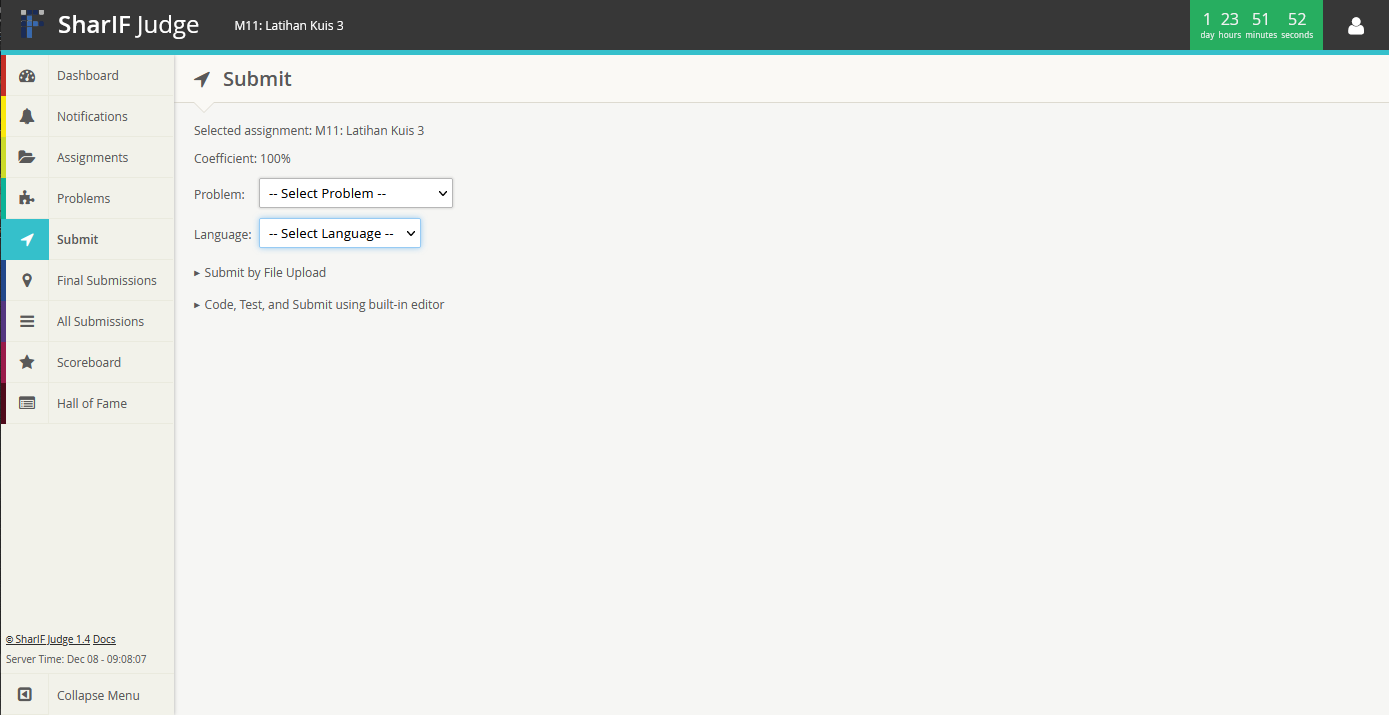 SharIF Judge
M11: Latihan Kuis 3
1 23 51 52
day hours minutes seconds
Dashboard
Notifications
Assignments
Problems
Submit
Final Submissions
All Submissions
Scoreboard
Hall of Fame
© SharIF Judge 1.4 Docs
Server Time: Dec 08 - 09:08:07
Collapse Menu
Submit
Selected assignment: M11: Latihan Kuis 3
Coefficient: 100%
Problem: -- Select Problem --
Language: -- Select Language --
▸ Submit by File Upload
▸ Code, Test, and Submit using built-in editor